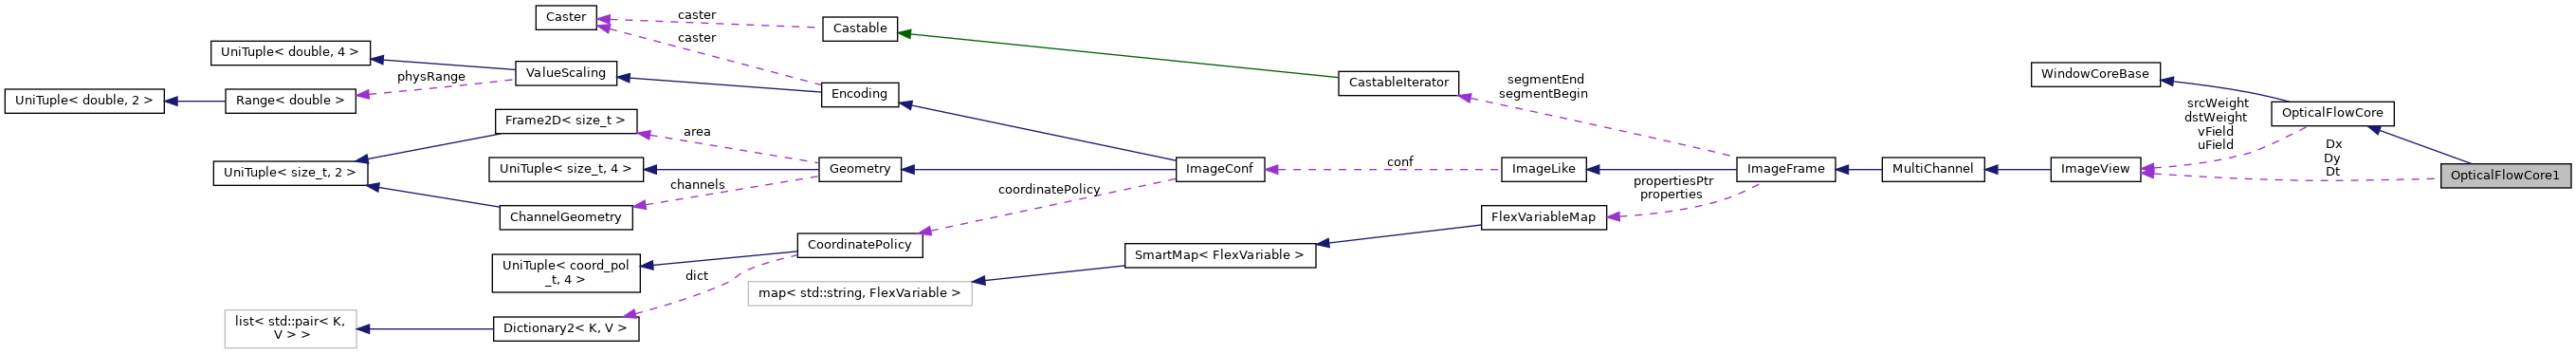 Caster
caster
caster
Castable
UniTuple< double, 4 >
ValueScaling
physRange
UniTuple< double, 2 >
Range< double >
Encoding
CastableIterator
segmentEnd
segmentBegin
WindowCoreBase
srcWeight
dstWeight
vField
uField
OpticalFlowCore
Dx
Dy
Dt
Frame2D< size_t >
area
UniTuple< size_t, 2 >
UniTuple< size_t, 4 >
Geometry
channels
ChannelGeometry
ImageConf
coordinatePolicy
conf
ImageLike
ImageFrame
propertiesPtr
properties
MultiChannel
ImageView
OpticalFlowCore1
FlexVariableMap
CoordinatePolicy
SmartMap< FlexVariable >
UniTuple< coord_pol
_t, 4 >
dict
map< std::string, FlexVariable >
list< std::pair< K,
V > >
Dictionary2< K, V >